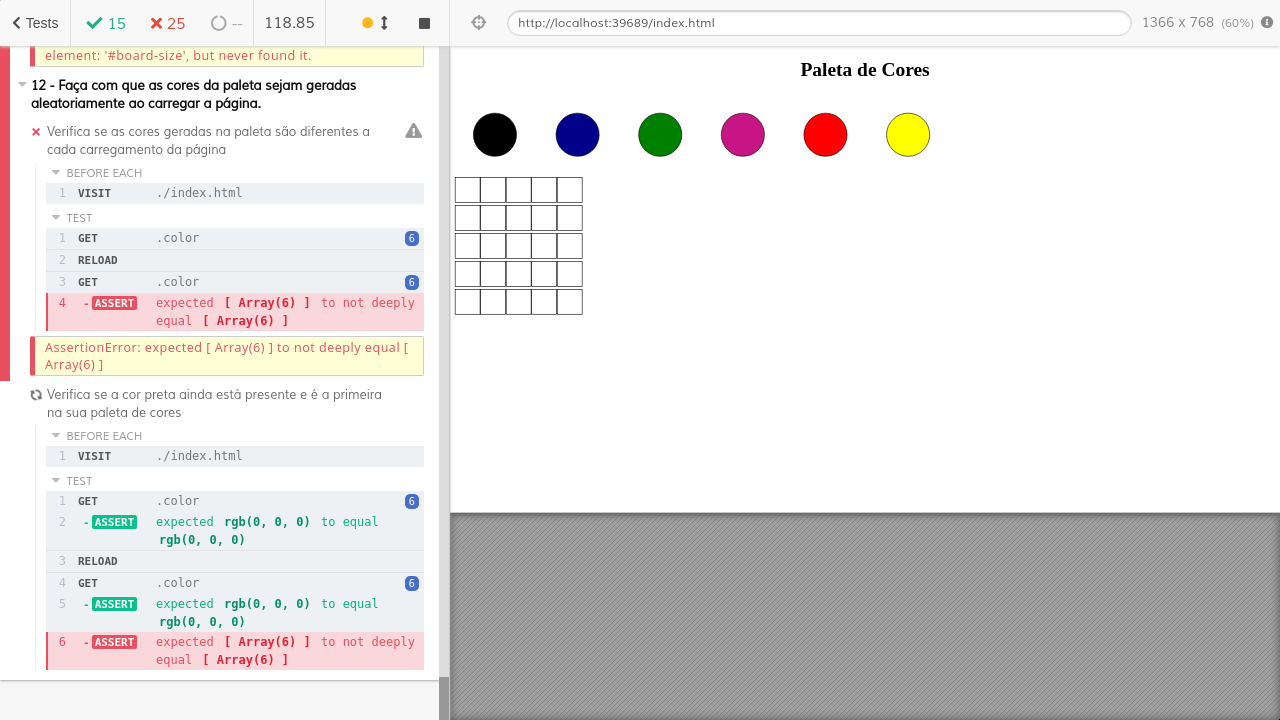 Tests
15
25
--
118.85
http://localhost:39689/index.html
1366 x 768 (60%)
element: '#board-size', but never found it.
12 - Faça com que as cores da paleta sejam geradas
aleatoriamente ao carregar a página.
Verifica se as cores geradas na paleta são diferentes a
cada carregamento da página
BEFORE EACH
1 VISIT ./index.html
TEST
1 GET .color 6
2 RELOAD
3 GET .color 6
4 -ASSERT expected [ Array(6) ] to not deeply
equal [ Array(6) ]
AssertionError: expected [ Array(6) ] to not deeply equal [
Array(6) ]
Verifica se a cor preta ainda está presente e é a primeira
na sua paleta de cores
BEFORE EACH
1 VISIT ./index.html
TEST
1 GET .color 6
2 -ASSERT expected rgb(0, 0, 0) to equal
rgb(0, 0, 0)
3 RELOAD
4 GET .color 6
5 -ASSERT expected rgb(0, 0, 0) to equal
rgb(0, 0, 0)
6 -ASSERT expected [ Array(6) ] to not deeply
equal [ Array(6) ]
Paleta de Cores